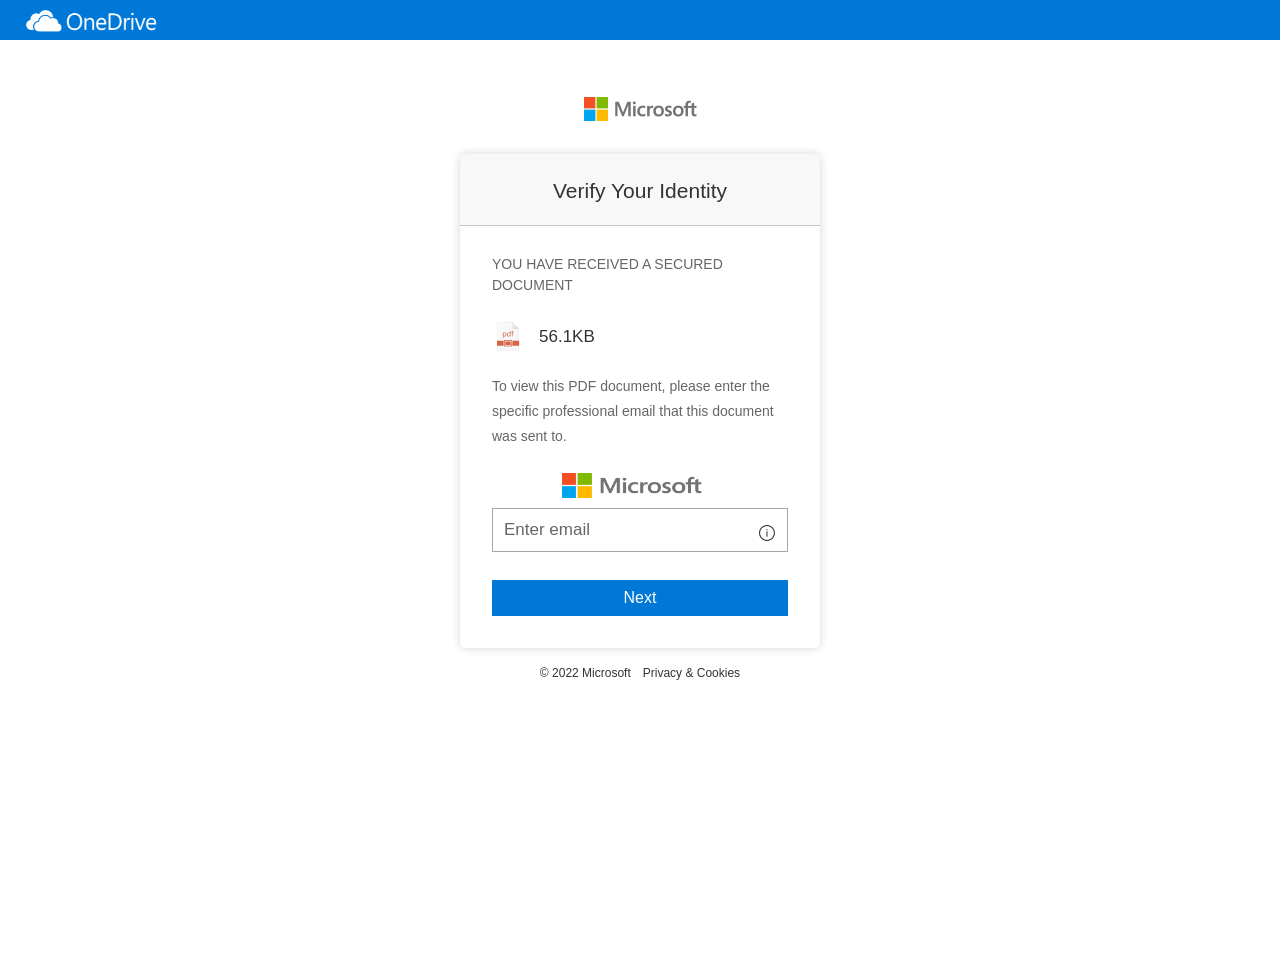 OneDrive
Microsoft
Verify Your Identity
YOU HAVE RECEIVED A SECURED
DOCUMENT
pdf
56.1KB
To view this PDF document, please enter the
specific professional email that this document
was sent to.
Microsoft
Enter email
Next
© 2022 Microsoft Privacy & Cookies